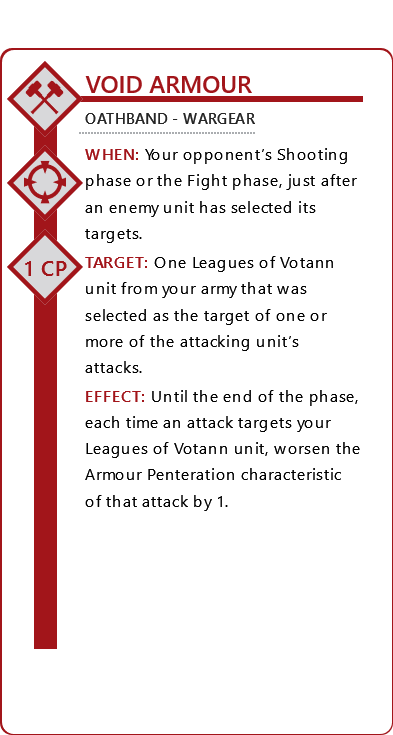 VOID ARMOUR
OATHBAND - WARGEAR
WHEN: Your opponent's Shooting
phase or the Fight phase, just after
an enemy unit has selected its
targets.
1 CP
TARGET: One Leagues of Votann
unit from your army that was
selected as the target of one or
more of the attacking unit's
attacks.
EFFECT: Until the end of the phase,
each time an attack targets your
Leagues of Votann unit, worsen the
Armour Penteration characteristic
of that attack by 1.